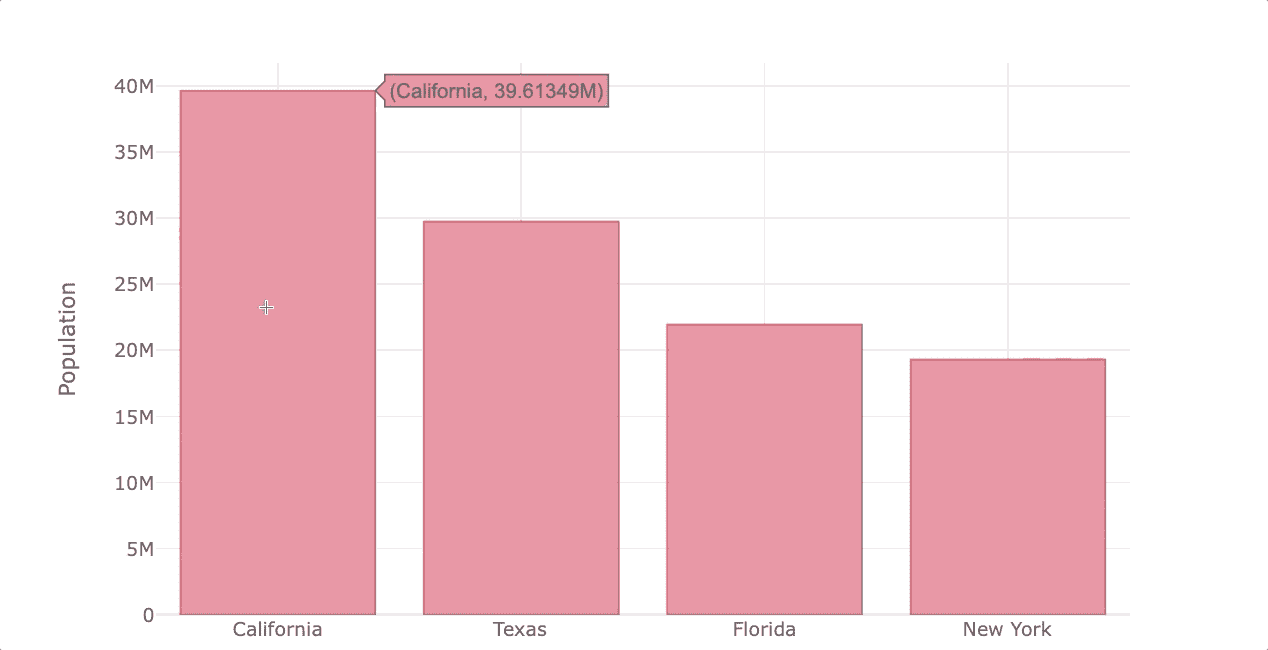 40M
(California, 39.61349M)
35M
30M
25M
20M
15M
10M
5M
0
Population
California
Texas
Florida
New York